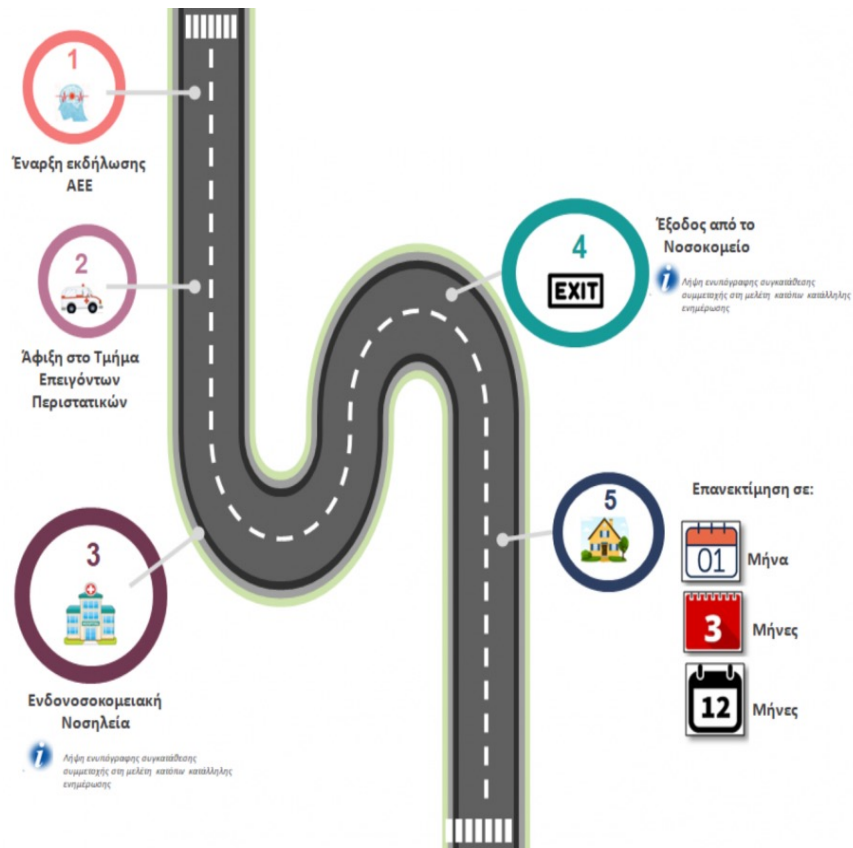 1
Έναρξη εκδήλωσης
ΑΕΕ
2
Άφιξη στο Τμήμα
Επειγόντων
Περιστατικών
3
Ενδονοσοκομειακή
Νοσηλεία
i
Λήψη ενυπόγραφης συγκατάθεσης
συμμετοχής στη μελέτη κατόπιν κατάλληλης
ενημέρωσης
4
EXIT
Έξοδος από το
Νοσοκομείο
i
Λήψη ενυπόγραφης συγκατάθεσης
συμμετοχής στη μελέτη κατόπιν κατάλληλης
ενημέρωσης
5
Επανεκτίμηση σε:
01 Μήνα
3 Μήνες
12 Μήνες